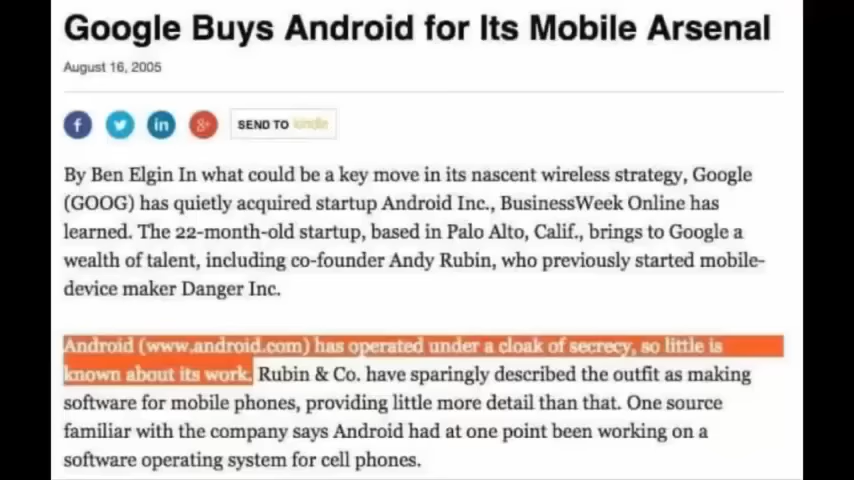 Google Buys Android for Its Mobile Arsenal
August 16, 2005
f in 8+ SEND TO kindle
By Ben Elgin In what could be a key move in its nascent wireless strategy, Google
(GOOG) has quietly acquired startup Android Inc., BusinessWeek Online has
learned. The 22-month-old startup, based in Palo Alto, Calif., brings to Google a
wealth of talent, including co-founder Andy Rubin, who previously started mobile-
device maker Danger Inc.
Android (www.android.com) has operated under a cloak of secrecy, so little is
known about its work. Rubin & Co. have sparingly described the outfit as making
software for mobile phones, providing little more detail than that. One source
familiar with the company says Android had at one point been working on a
software operating system for cell phones.